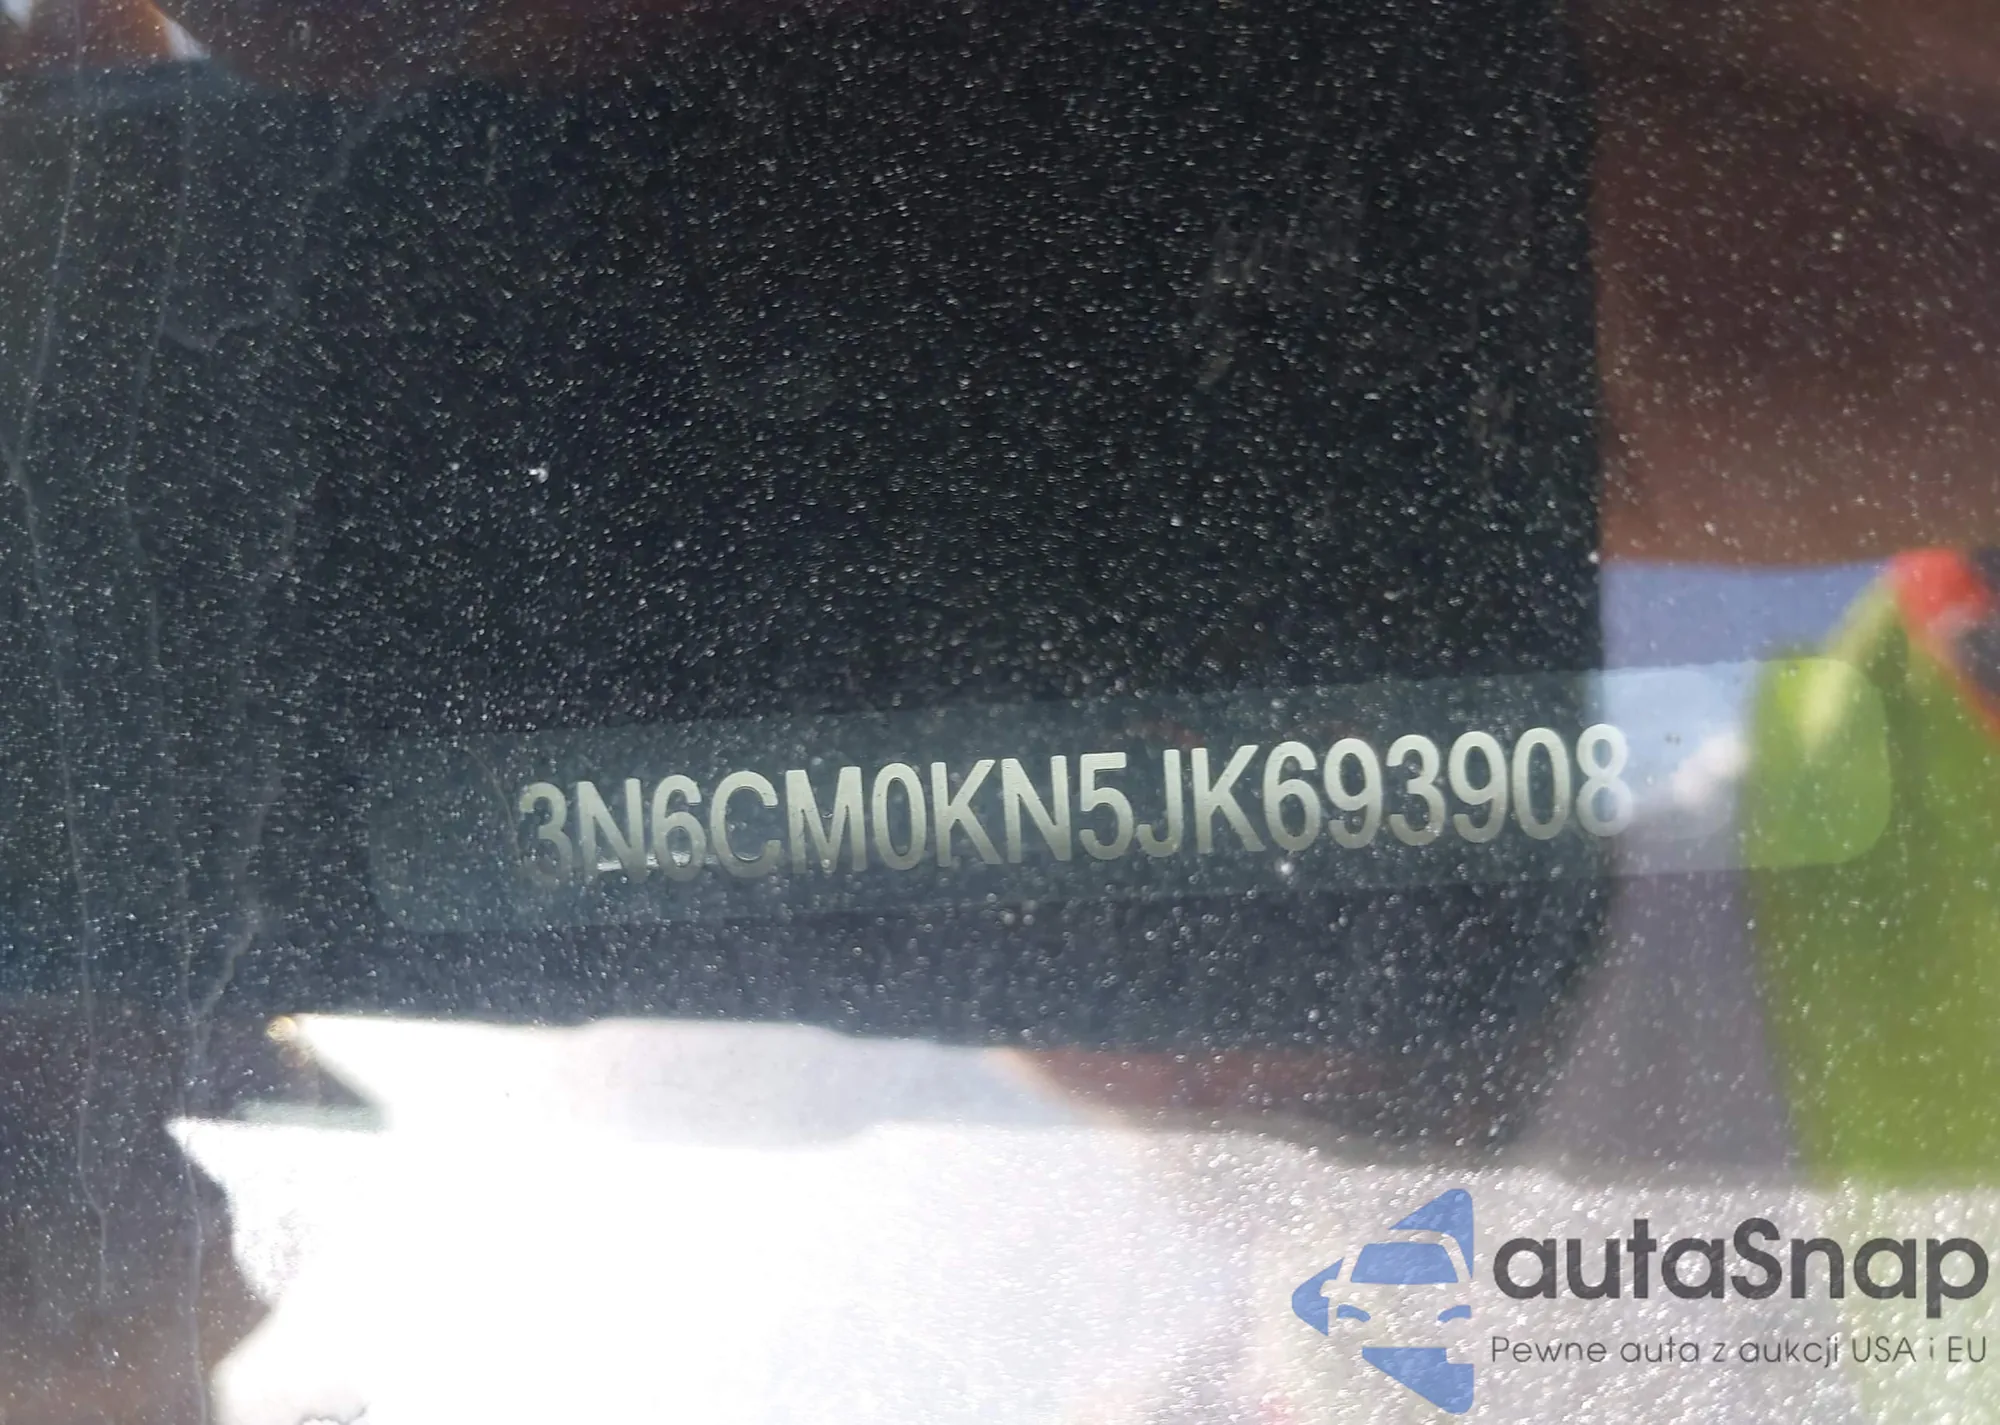 3N6CM0KN5JK693908
autaSnap
Pewne auta z aukcji USA i EU